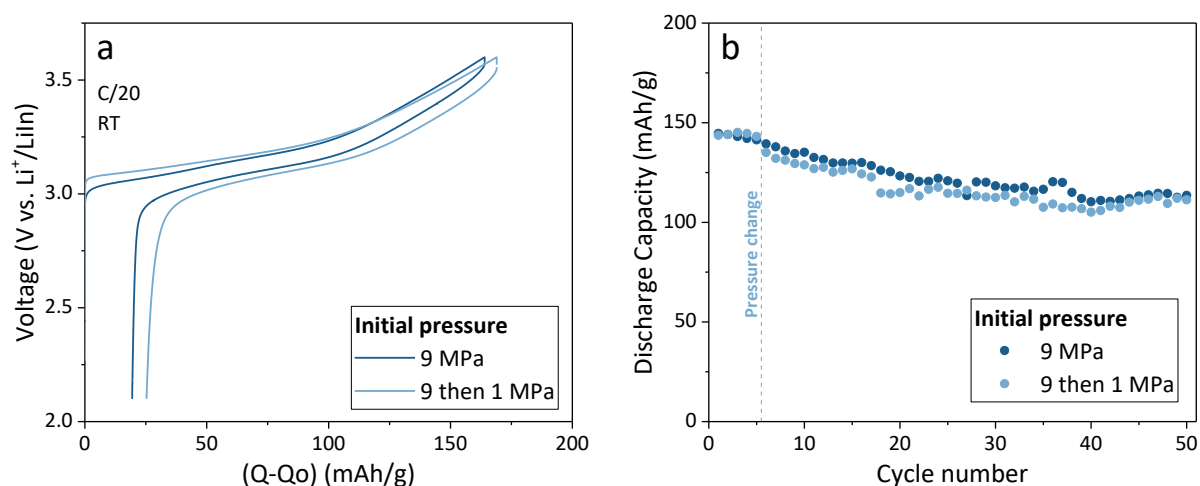 a
C/20
RT
3.5
3.0
2.5
2.0
Voltage (V vs. Li⁺/LiIn)
0
50
100
150
200
(Q-Qo) (mAh/g)
Initial pressure
9 MPa
9 then 1 MPa
b
200
150
100
50
0
Discharge Capacity (mAh/g)
Pressure change
0
10
20
30
40
50
Cycle number
Initial pressure
9 MPa
9 then 1 MPa